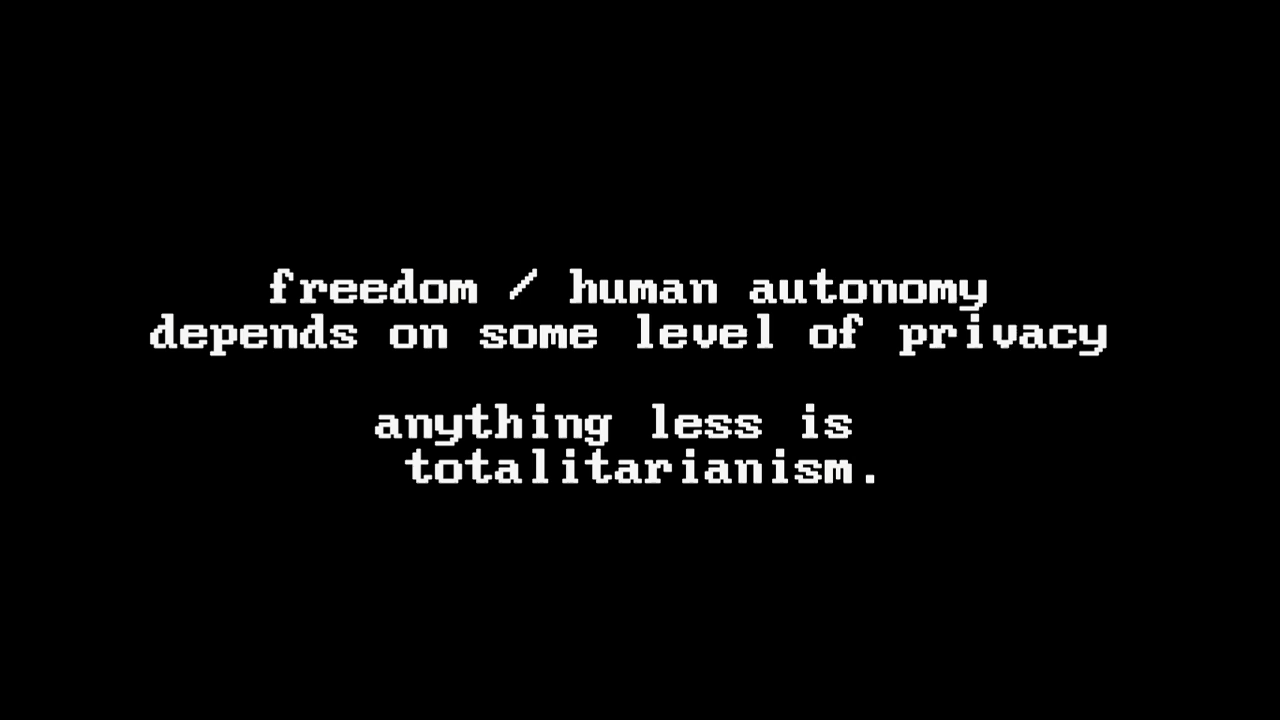 freedom / human autonomy
depends on some level of privacy
anything less is
totalitarianism.